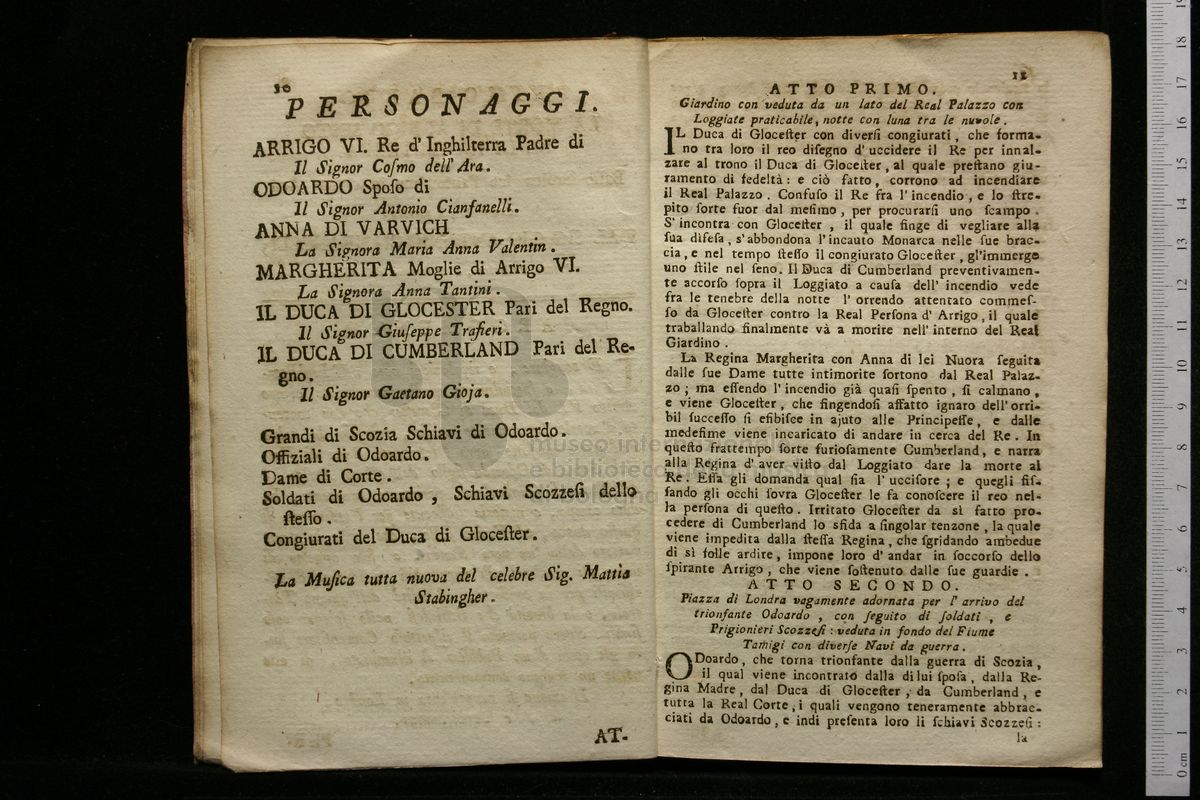 10
PERSONAGGI.
ARRIGO VI. Re d' Inghilterra Padre di
Il Signor Coſmo dell' Ara.
ODOARDO Spoſo di
Il Signor Antonio Cianfanelli.
ANNA DI VARVICH
La Signora Maria Anna Valentin.
MARGHERITA Moglie di Arrigo VI.
La Signora Anna Tantini.
IL DUCA DI GLOCESTER Pari del Regno.
Il Signor Giuſeppe Traſieri.
IL DUCA DI CUMBERLAND Pari del Re-
gno.
Il Signor Gaetano Gioja.
Grandi di Scozia Schiavi di Odoardo.
Offiziali di Odoardo.
Dame di Corte.
Soldati di Odoardo, Schiavi Scozzeſi dello
ſteſſo.
Congiurati del Duca di Gloceſter.
La Muſica tutta nuova del celebre Sig. Mattia
Stabingher.
AT-
11
ATTO PRIMO.
Giardino con veduta da un lato del Real Palazzo con
Loggiate praticabile, notte con luna tra le nuvole.
IL Duca di Gloceſter con diverſi congiurati, che forma-
no tra loro il reo diſegno d'uccidere il Re per innal-
zare al trono il Duca di Gloceſter, al quale preſtano giu-
ramento di fedeltà: e ciò fatto, corrono ad incendiare
il Real Palazzo. Confuſo il Re fra l'incendio, e lo ſtre-
pito ſorte fuor dal meſimo, per procurarſi uno ſcampo.
S'incontra con Gloceſter, il quale finge di vegliare alla
ſua difeſa, s'abbondona l'incauto Monarca nelle ſue brac-
cia, e nel tempo ſteſſo il congiurato Gloceſter, gl'immerge
uno ſtile nel ſeno. Il Duca di Cumberland preventivamen-
te accorſo ſopra il Loggiato a cauſa dell' incendio vede
fra le tenebre della notte l' orrendo attentato commeſ-
ſo da Gloceſter contro la Real Perſona d' Arrigo, il quale
traballando finalmente và a morire nell' interno del Real
Giardino.
La Regina Margherita con Anna di lei Nuora ſeguita
dalle ſue Dame tutte intimorite ſortono dal Real Palaz-
zo; ma eſſendo l' incendio già quaſi ſpento, ſi calmano,
e viene Gloceſter, che fingendoſi affatto ignaro dell' orri-
bil ſucceſſo ſi eſibiſce in ajuto alle Principeſſe, e dalle
medeſime viene incaricato di andare in cerca del Re. In
queſto frattempo ſorte furioſamente Cumberland, e narra
alla Regina d' aver viſto dal Loggiato dare la morte al
Re. Eſſa gli domanda qual ſia l' ucciſore; e quegli fiſ-
ſando gli occhi ſovra Gloceſter le fa conoſcere il reo nel-
la perſona di queſto. Irritato Gloceſter da sì fatto pro-
cedere di Cumberland lo sfida a ſingolar tenzone, la quale
viene impedita dalla ſteſſa Regina, che ſgridando ambedue
di sì folle ardire, impone loro d' andar in ſoccorſo dello
ſpirante Arrigo, che viene ſoſtenuto dalle ſue guardie.
ATTO SECONDO.
Piazza di Londra vagamente adornata per l' arrivo del
trionfante Odoardo, con ſeguito di ſoldati, e
Prigionieri Scozzeſi: veduta in fondo del Fiume
Tamigi con diverſe Navi da guerra.
ODoardo, che torna trionfante dalla guerra di Scozia,
il qual viene incontrato dalla di lui ſpoſa, dalla Re-
gina Madre, dal Duca di Gloceſter, da Cumberland, e
tutta la Real Corte, i quali vengono teneramente abbrac-
ciati da Odoardo, e indi preſenta loro li ſchiavi Scozzeſi:
la